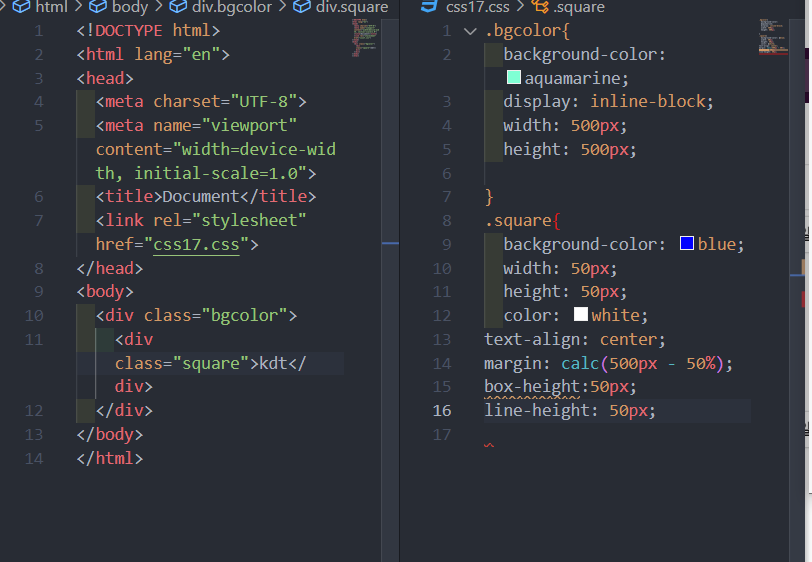 html > body > div.bgcolor > div.square
1 <!DOCTYPE html>
2 <html lang="en">
3 <head>
4 <meta charset="UTF-8">
5 <meta name="viewport"
content="width=device-wid
th, initial-scale=1.0">
6 <title>Document</title>
7 <link rel="stylesheet"
href="css17.css">
8 </head>
9 <body>
10 <div class="bgcolor">
11 <div
class="square">kdt</
div>
12 </div>
13 </body>
14 </html>
css17.css > .square
1 .bgcolor{
2 background-color:
aquamarine;
3 display: inline-block;
4 width: 500px;
5 height: 500px;
6
7 }
8 .square{
9 background-color: blue;
10 width: 50px;
11 height: 50px;
12 color: white;
13 text-align: center;
14 margin: calc(500px - 50%);
15 box-height:50px;
16 line-height: 50px;
17